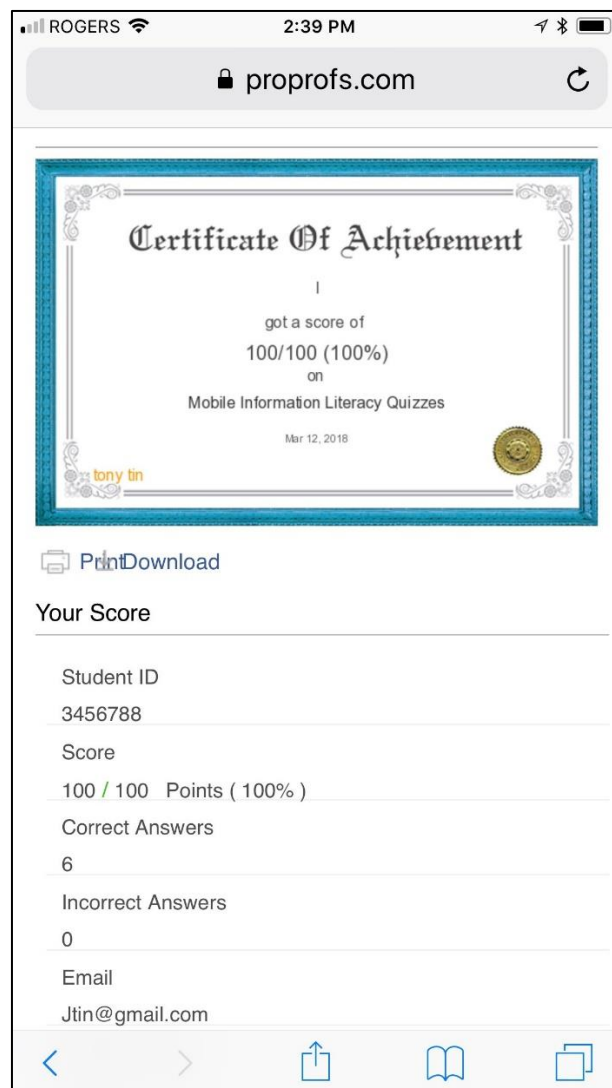 ROGERS 2:39 PM
proprofs.com
Certificate Of Achievement
I
got a score of
100/100 (100%)
on
Mobile Information Literacy Quizzes
Mar 12, 2018
tony tin
PrintDownload
Your Score
Student ID
3456788
Score
100 / 100 Points ( 100% )
Correct Answers
6
Incorrect Answers
0
Email
Jtin@gmail.com